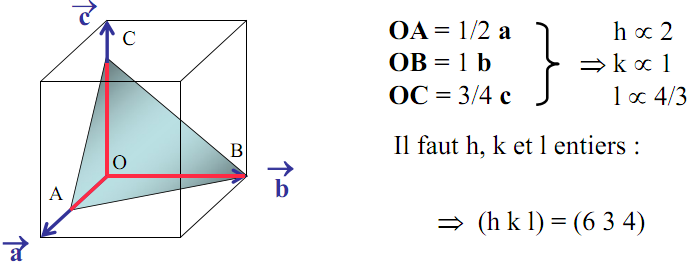 c
C
O
B
b
A
a
OA = 1/2 a
OB = 1 b
OC = 3/4 c
h ∝ 2
⇒ k ∝ 1
l ∝ 4/3
Il faut h, k et l entiers :
⇒ (h k l) = (6 3 4)